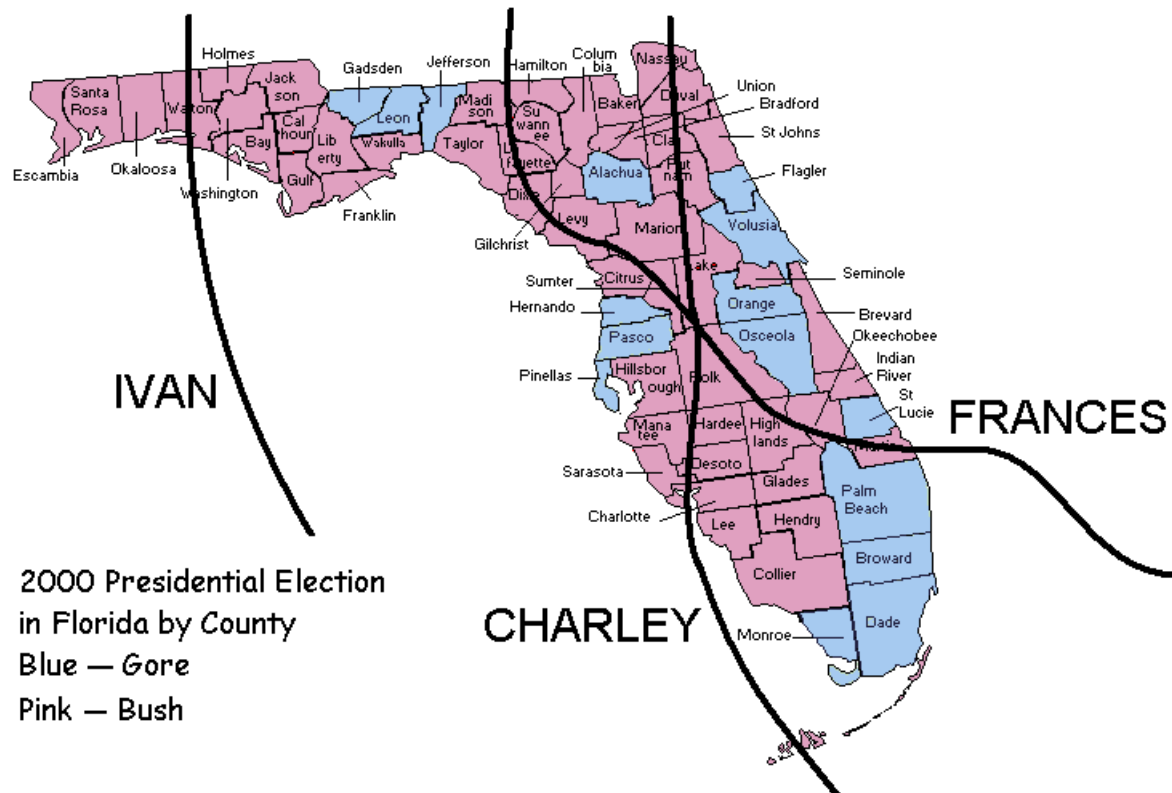 Holmes
Gadsden
Jefferson
Hamilton
Colum
bia
Nassau
Santa
Rosa
Walton
Jack
son
Leon
Madi
son
Su
wann
ee
Baker
Duval
Union
Bradford
Cal
houn
Lib
erty
Bay
Wakulla
Taylor
Lafayette
Clay
St Johns
Escambia
Okaloosa
Washington
Gulf
Franklin
Dixie
Alachua
Put
nam
Flagler
Gilchrist
Levy
Marion
Volusia
Sumter
Citrus
Lake
Seminole
Hernando
Orange
Brevard
Pasco
Osceola
Okeechobee
Indian
River
Pinellas
Hillsbor
ough
Polk
St
Lucie
IVAN
FRANCES
Mana
tee
Hardee
High
lands
Sarasota
Desoto
Glades
Charlotte
Lee
Hendry
Palm
Beach
Collier
Broward
CHARLEY
Monroe
Dade
2000 Presidential Election
in Florida by County
Blue — Gore
Pink — Bush